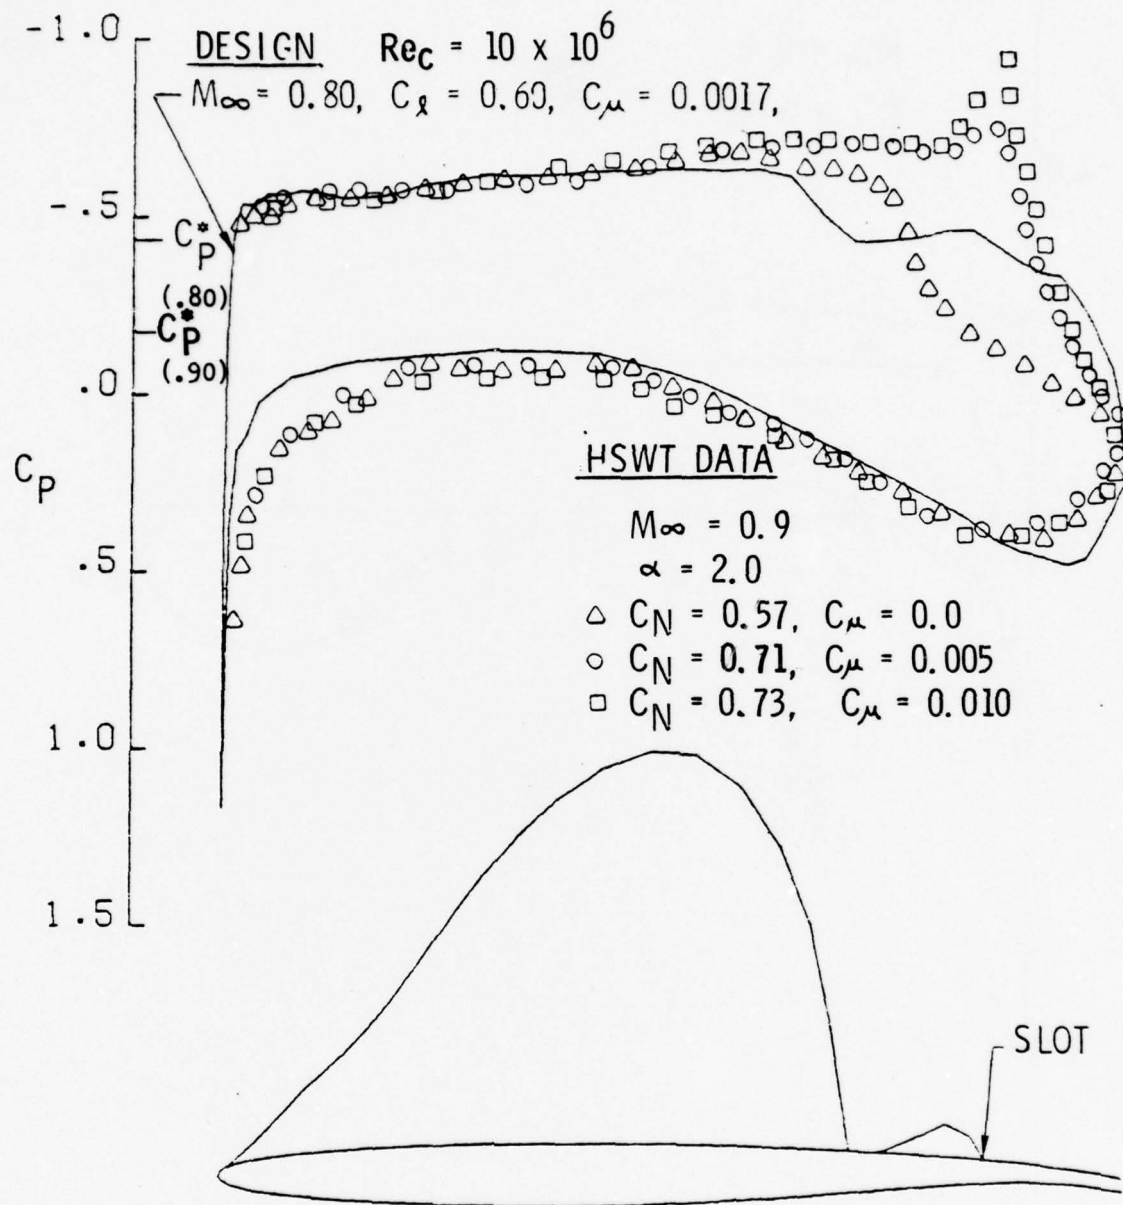 -1.0
DESIGN Rec = 10 x 10⁶
M∞ = 0.80, Cℓ = 0.60, Cμ = 0.0017,
-.5
C*P
(.80)
C*P
(.90)
.0
CP
HSWT DATA
M∞ = 0.9
α = 2.0
.5
△ CN = 0.57, Cμ = 0.0
○ CN = 0.71, Cμ = 0.005
□ CN = 0.73, Cμ = 0.010
1.0
1.5
SLOT